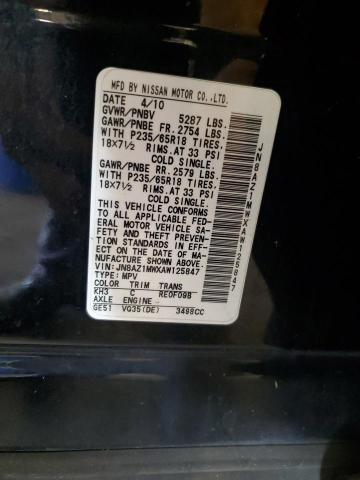 MFD BY NISSAN MOTOR CO.,LTD.
DATE 4/10
GVWR/PNBV 5287 LBS.
GAWR/PNBE FR. 2754 LBS.
WITH P235/65R18 TIRES,
18X7½ RIMS AT 33 PSI
COLD SINGLE.
GAWR/PNBE RR. 2579 LBS.
WITH P235/65R18 TIRES,
18X7½ RIMS AT 33 PSI
COLD SINGLE.
THIS VEHICLE CONFORMS
TO ALL APPLICABLE FED-
ERAL MOTOR VEHICLE SA-
FETY AND THEFT PREVENT-
ION STANDARDS IN EFF-
ECT ON THE DATE OF MA-
NUFACTURE SHOWN ABOVE.
VIN:JN8AZ1MWXAW125847
TYPE: MPV
COLOR TRIM TRANS
KH3 C RE0F09B
AXLE ENGINE
GE51 VQ35(DE) 3498CC
JN8AZ1MWXAW125847